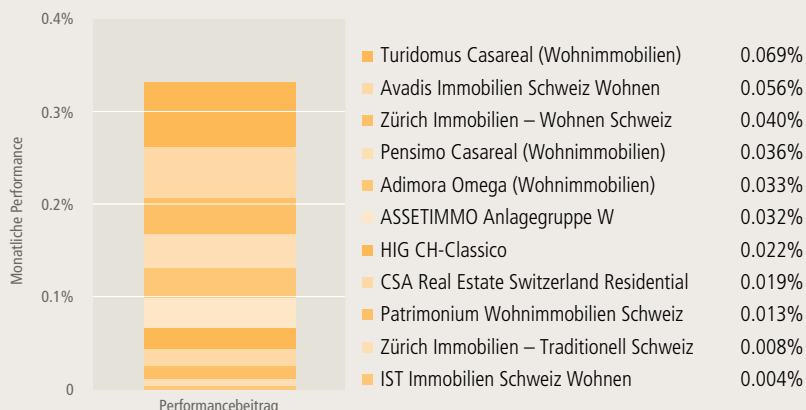 0.4%
0.3%
0.2%
0.1%
0
Monatliche Performance
Performancebeitrag
Turidomus Casareal (Wohnimmobilien) 0.069%
Avadis Immobilien Schweiz Wohnen 0.056%
Zürich Immobilien – Wohnen Schweiz 0.040%
Pensimo Casareal (Wohnimmobilien) 0.036%
Adimora Omega (Wohnimmobilien) 0.033%
ASSETIMMO Anlagegruppe W 0.032%
HIG CH-Classico 0.022%
CSA Real Estate Switzerland Residential 0.019%
Patrimonium Wohnimmobilien Schweiz 0.013%
Zürich Immobilien – Traditionell Schweiz 0.008%
IST Immobilien Schweiz Wohnen 0.004%